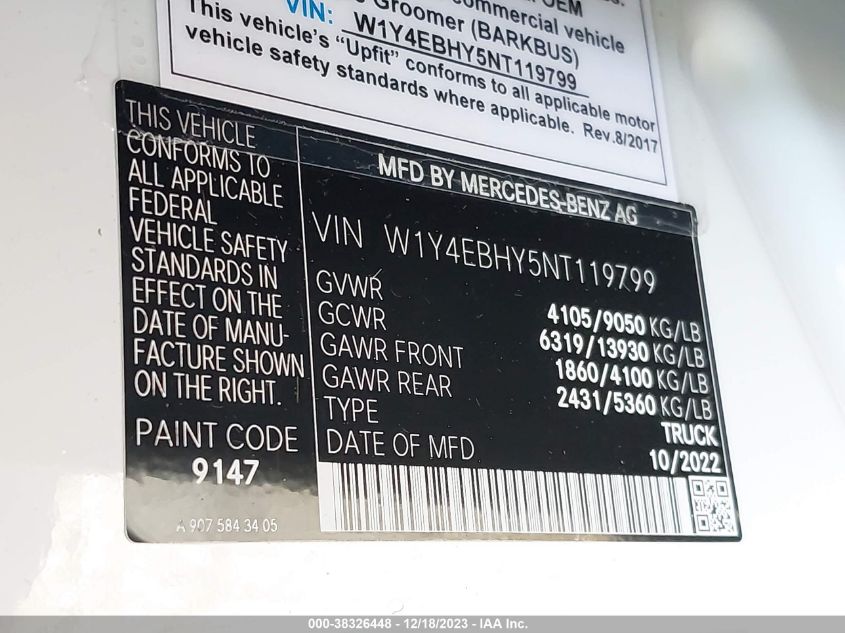 OEM
This vehicle commercial vehicle
Groomer (BARKBUS)
VIN: W1Y4EBHY5NT119799
vehicle's "Upfit" conforms to all applicable motor
vehicle safety standards where applicable. Rev.8/2017
THIS VEHICLE
CONFORMS TO
ALL APPLICABLE
FEDERAL
VEHICLE SAFETY
STANDARDS IN
EFFECT ON THE
DATE OF MANU-
FACTURE SHOWN
ON THE RIGHT.
PAINT CODE
9147
A 907 584 34 05
MFD BY MERCEDES-BENZ AG
VIN W1Y4EBHY5NT119799
GVWR 4105/9050 KG/LB
GCWR 6319/13930 KG/LB
GAWR FRONT 1860/4100 KG/LB
GAWR REAR 2431/5360 KG/LB
TYPE TRUCK
DATE OF MFD 10/2022
000-38326448 - 12/18/2023 - IAA Inc.